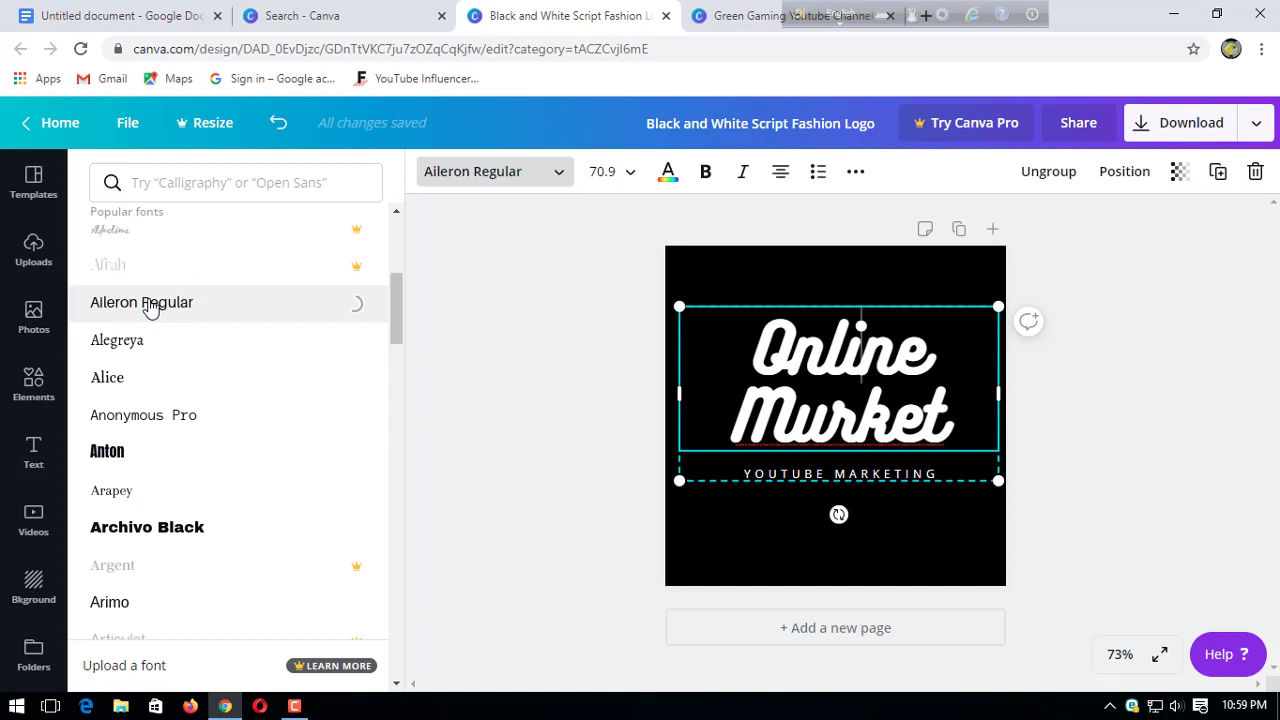 Untitled document - Google Docs
Search - Canva
Black and White Script Fashion L
Green Gaming Youtube Channel
English
canva.com/design/DAD_0EvDjzc/GDnTtVKC7ju7zOZqCqKjfw/edit?category=tACZCvjI6mE
Apps
Gmail
Maps
Sign in – Google ac...
YouTube Influencer...
Home
File
Resize
All changes saved
Black and White Script Fashion Logo
Try Canva Pro
Share
Download
Templates
Uploads
Photos
Elements
Text
Videos
Bkground
Folders
Try “Calligraphy” or “Open Sans”
Popular fonts
Afrah
Aileron Regular
Alegreya
Alice
Anonymous Pro
Anton
Arapey
Archivo Black
Argent
Arimo
Articulat
Upload a font
LEARN MORE
Aileron Regular
70.9
B
I
Ungroup
Position
Online
Murket
YOUTUBE MARKETING
+ Add a new page
73%
Help ?
10:59 PM